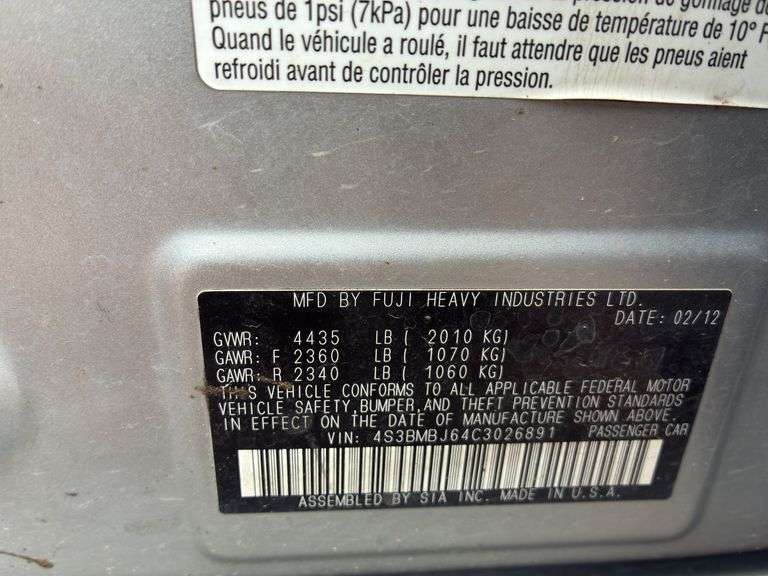 pneus de 1psi (7kPa) pour une baisse de température de 10° F
Quand le véhicule a roulé, il faut attendre que les pneus aient
refroidi avant de contrôler la pression.
MFD BY FUJI HEAVY INDUSTRIES LTD.
DATE: 02/12
GVWR: 4435 LB ( 2010 KG)
GAWR: F 2360 LB ( 1070 KG)
GAWR: R 2340 LB ( 1060 KG)
THIS VEHICLE CONFORMS TO ALL APPLICABLE FEDERAL MOTOR
VEHICLE SAFETY, BUMPER, AND THEFT PREVENTION STANDARDS
IN EFFECT ON THE DATE OF MANUFACTURE SHOWN ABOVE.
VIN: 4S3BMBJ64C3026891 PASSENGER CAR
ASSEMBLED BY SIA INC. MADE IN U.S.A.